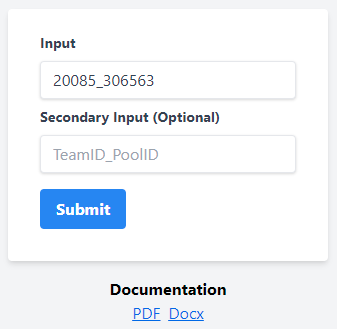 Input
20085_306563
Secondary Input (Optional)
TeamID_PoolID
Submit
Documentation
PDF Docx